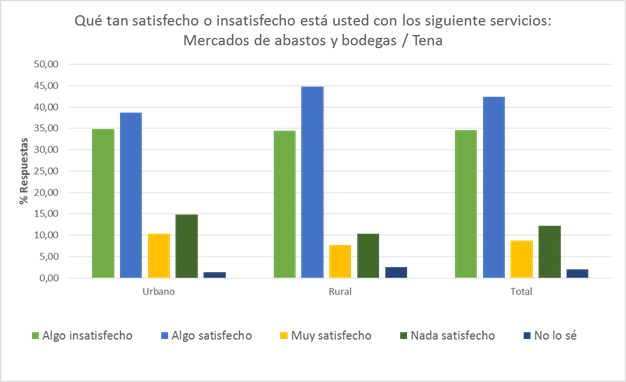 Qué tan satisfecho o insatisfecho está usted con los siguiente servicios:
Mercados de abastos y bodegas / Tena
% Respuestas
50,00
45,00
40,00
35,00
30,00
25,00
20,00
15,00
10,00
5,00
0,00
Urbano Rural Total
Algo insatisfecho Algo satisfecho Muy satisfecho Nada satisfecho No lo sé